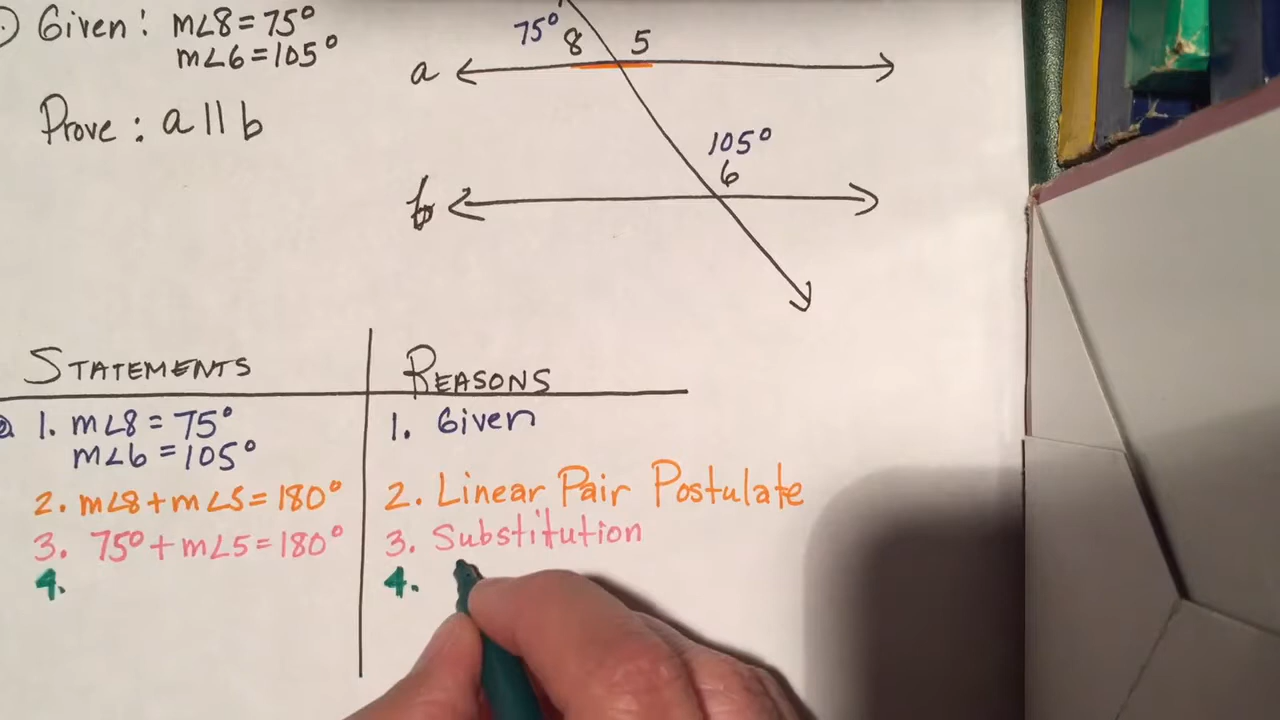 Given: m∠8 = 75°
m∠6 = 105°
Prove: a || b
75°
8
5
a
105°
6
b
STATEMENTS
REASONS
1. m∠8 = 75°
m∠6 = 105°
1. Given
2. m∠8 + m∠5 = 180°
2. Linear Pair Postulate
3. 75° + m∠5 = 180°
3. Substitution
4.
4.